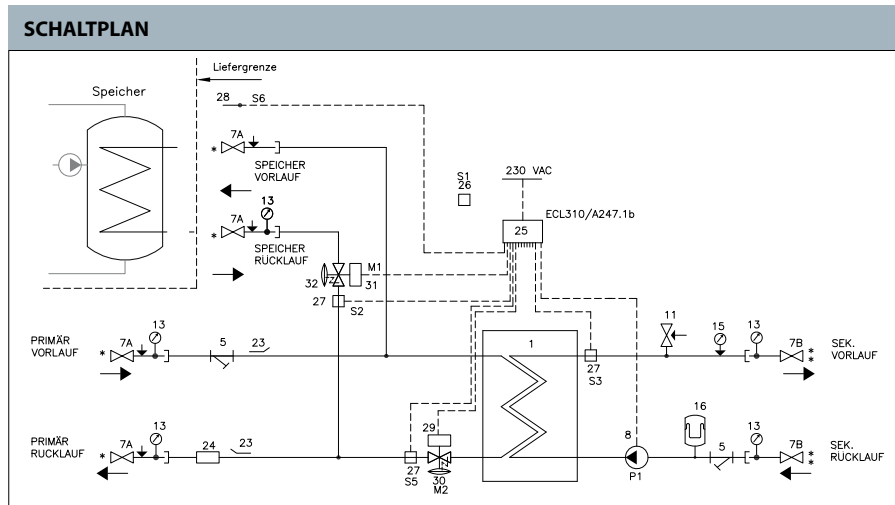 SCHALTPLAN
Liefergrenze
Speicher
28 S6
* 7A
SPEICHER
VORLAUF
S1
26
230 VAC
13
ECL310/A247.1b
25
* 7A
SPEICHER
RÜCKLAUF
M1
32 31
27 S2
PRIMÄR
VORLAUF
* 7A
13
5
23
1
27
S3
11
15
13
7B *
*
SEK.
VORLAUF
PRIMÄR
RUCKLAUF
* 7A
13
24
23
29
27
S5
30
M2
8
P1
16
5
13
7B *
*
SEK.
RÜCKLAUF